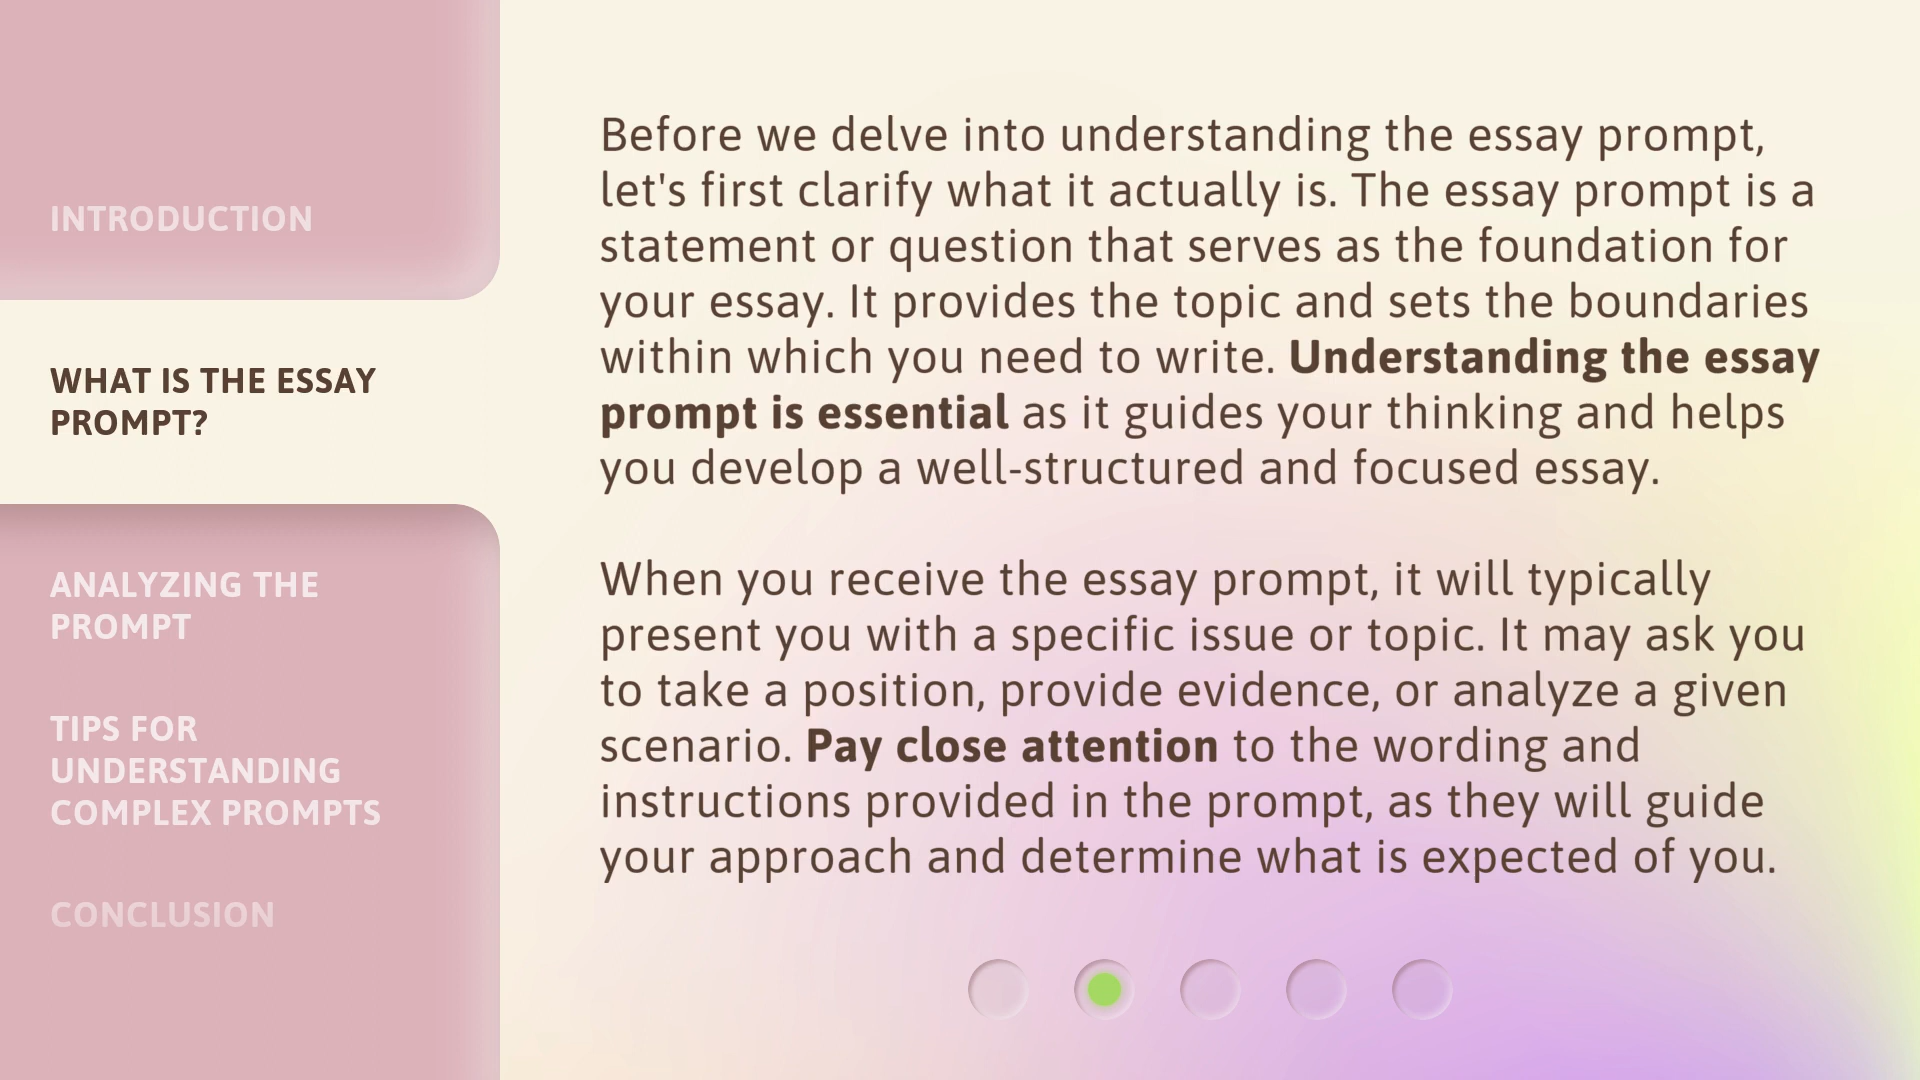 INTRODUCTION
WHAT IS THE ESSAY
PROMPT?
ANALYZING THE
PROMPT
TIPS FOR
UNDERSTANDING
COMPLEX PROMPTS
CONCLUSION
Before we delve into understanding the essay prompt,
let's first clarify what it actually is. The essay prompt is a
statement or question that serves as the foundation for
your essay. It provides the topic and sets the boundaries
within which you need to write. Understanding the essay
prompt is essential as it guides your thinking and helps
you develop a well-structured and focused essay.
When you receive the essay prompt, it will typically
present you with a specific issue or topic. It may ask you
to take a position, provide evidence, or analyze a given
scenario. Pay close attention to the wording and
instructions provided in the prompt, as they will guide
your approach and determine what is expected of you.